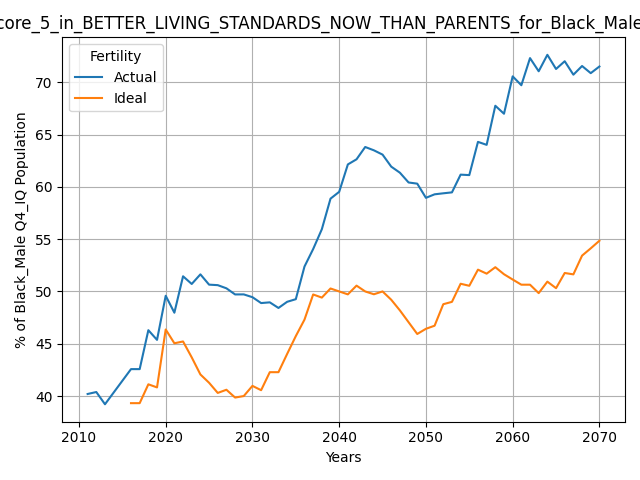 core_5_in_BETTER_LIVING_STANDARDS_NOW_THAN_PARENTS_for_Black_Male
Fertility
Actual
Ideal
% of Black_Male Q4_IQ Population
70
65
60
55
50
45
40
2010 2020 2030 2040 2050 2060 2070
Years